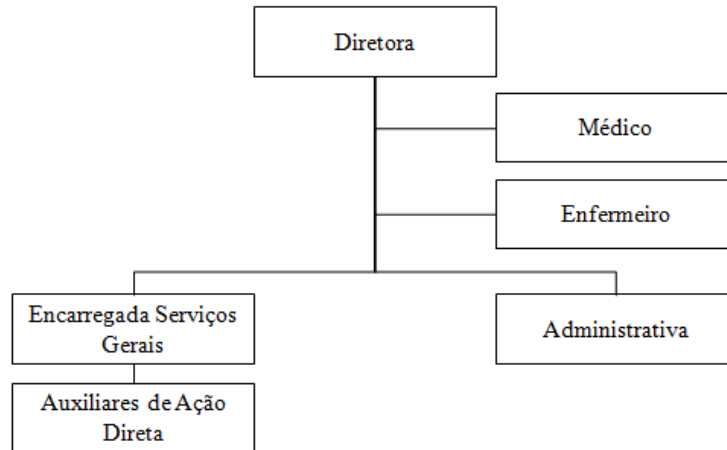 Diretora
Médico
Enfermeiro
Encarregada Serviços
Gerais
Administrativa
Auxiliares de Ação
Direta